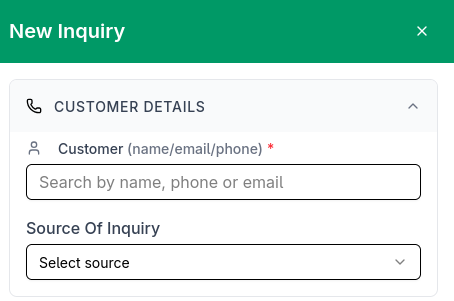 New Inquiry
CUSTOMER DETAILS
Customer (name/email/phone) *
Search by name, phone or email
Source Of Inquiry
Select source